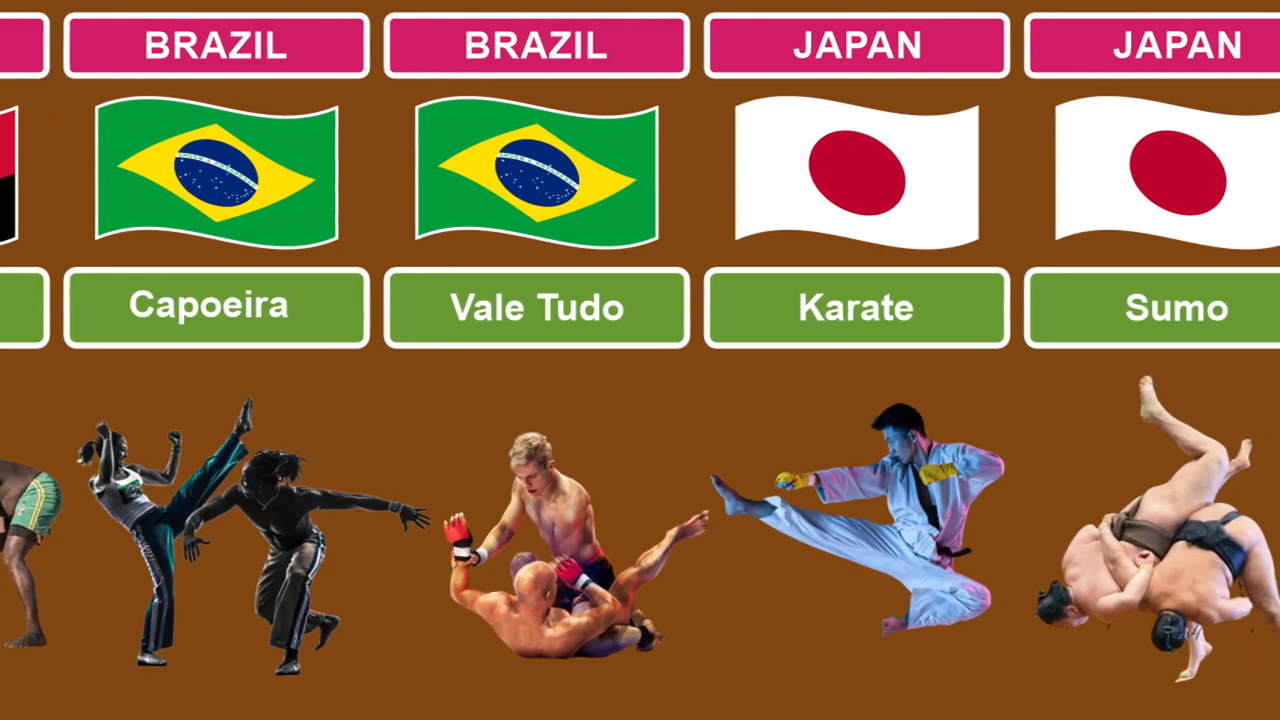 BRAZIL
BRAZIL
JAPAN
JAPAN
Capoeira
Vale Tudo
Karate
Sumo